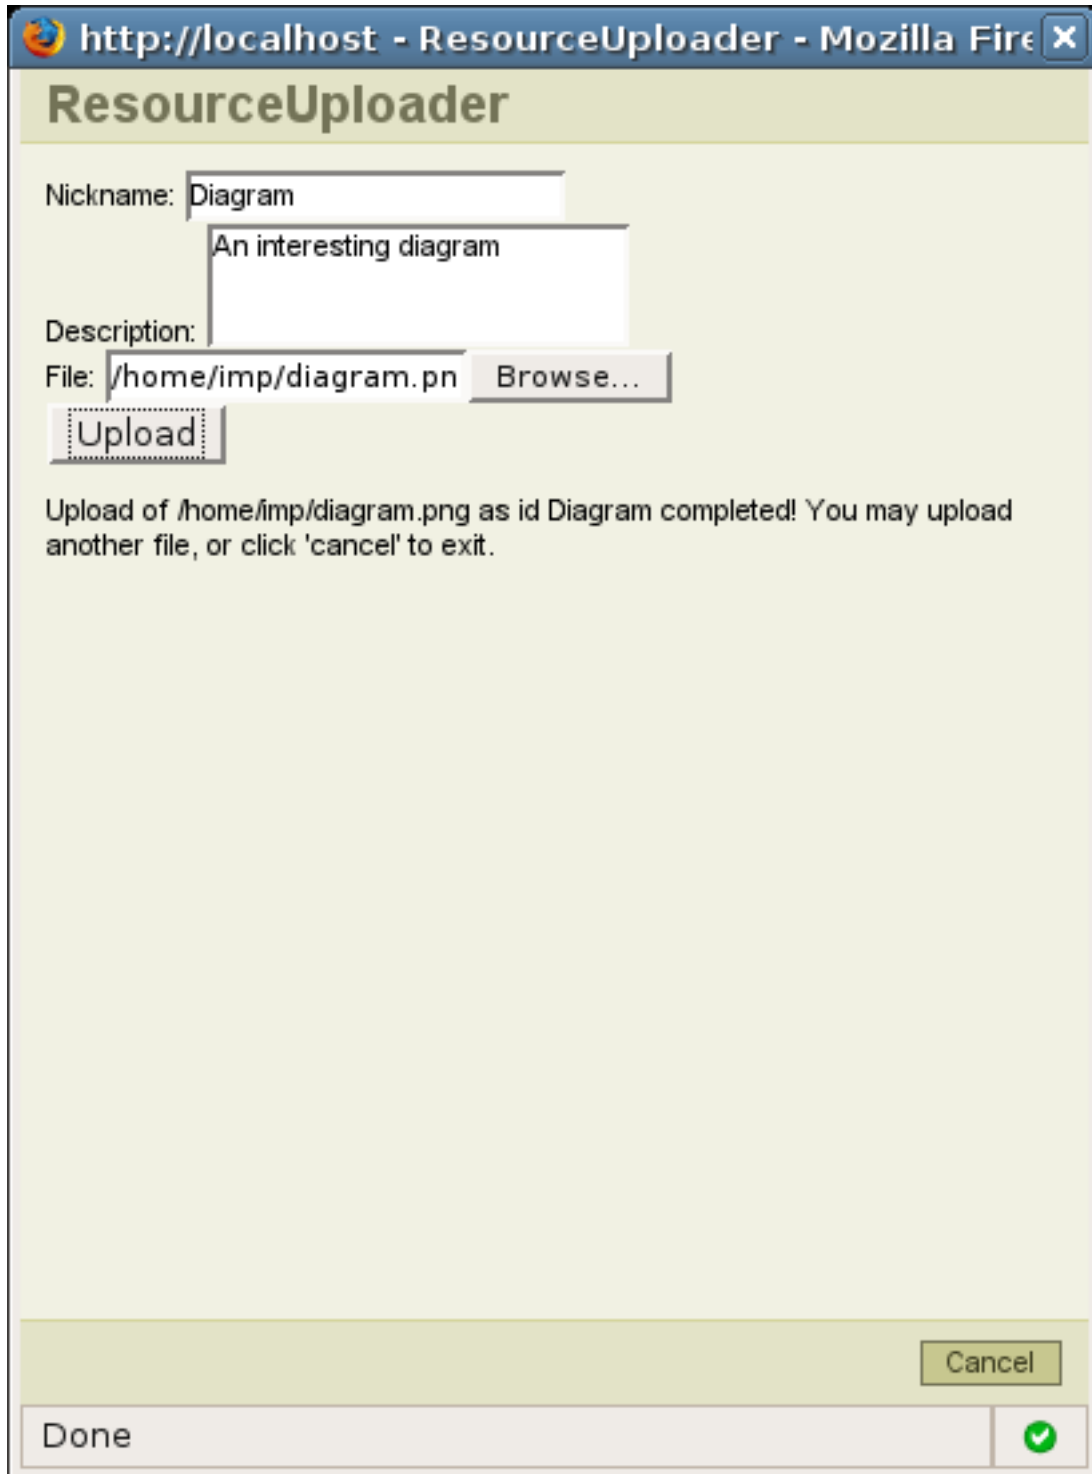 http://localhost - ResourceUploader - Mozilla Fire
ResourceUploader
Nickname: Diagram
An interesting diagram
Description:
File: /home/imp/diagram.pn Browse...
Upload
Upload of /home/imp/diagram.png as id Diagram completed! You may upload
another file, or click 'cancel' to exit.
Cancel
Done